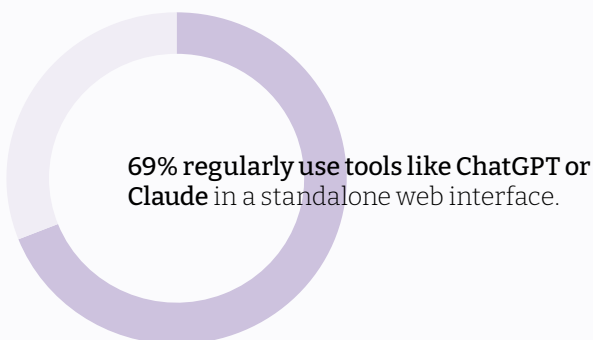 69% regularly use tools like ChatGPT or
Claude in a standalone web interface.